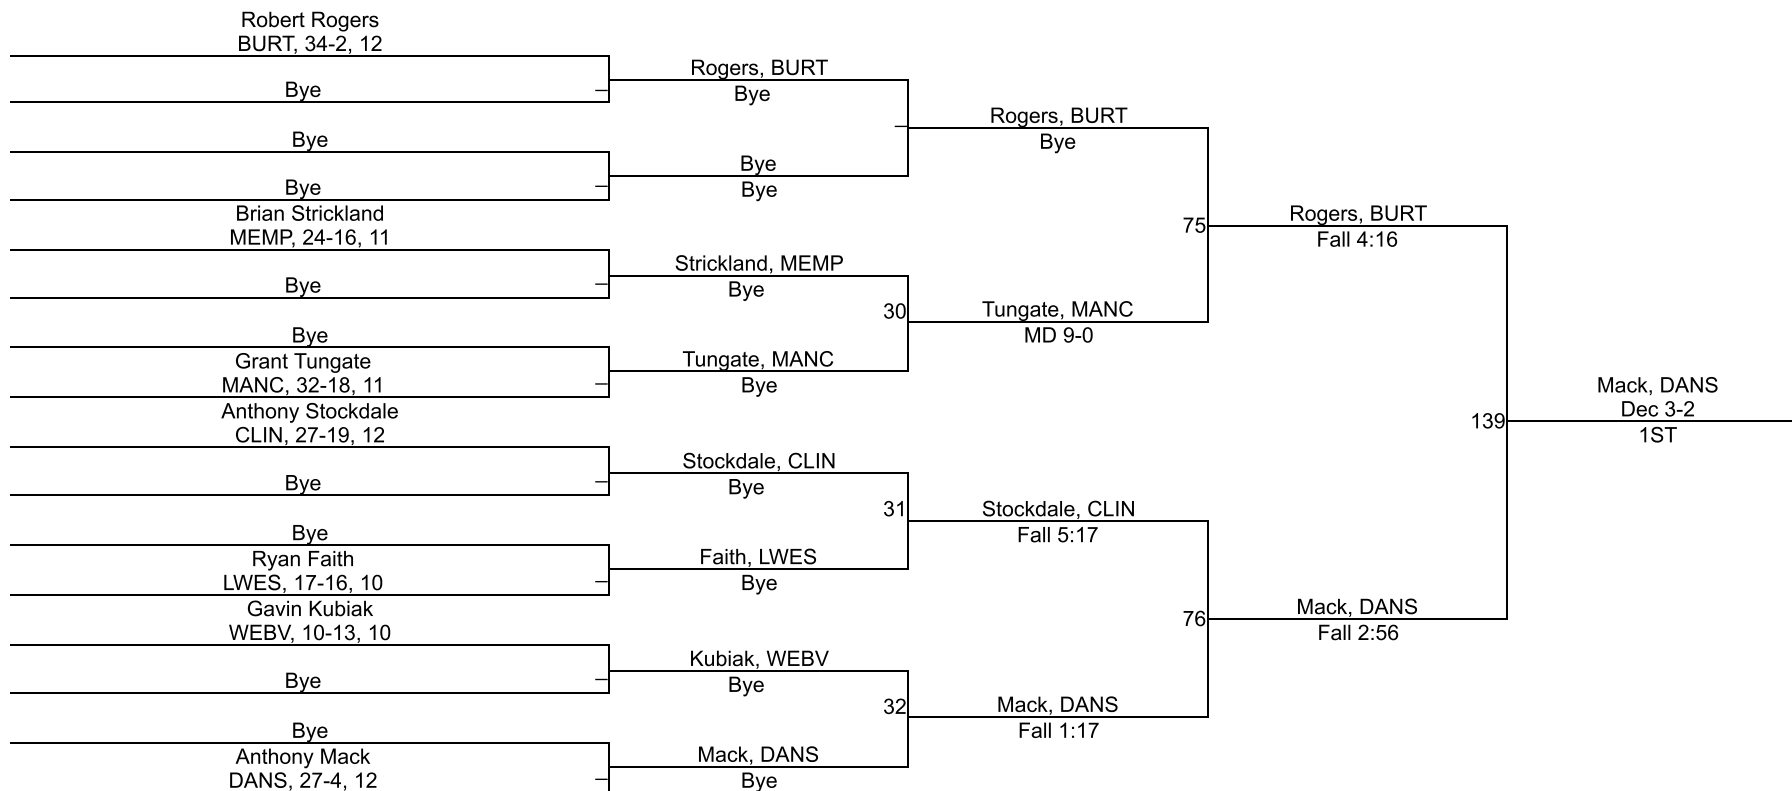 Robert Rogers
BURT, 34-2, 12
Bye
Bye
Bye
Brian Strickland
MEMP, 24-16, 11
Bye
Bye
Grant Tungate
MANC, 32-18, 11
Anthony Stockdale
CLIN, 27-19, 12
Bye
Bye
Ryan Faith
LWES, 17-16, 10
Gavin Kubiak
WEBV, 10-13, 10
Bye
Bye
Anthony Mack
DANS, 27-4, 12
Rogers, BURT
Bye
Bye
Bye
Strickland, MEMP
Bye
30
Tungate, MANC
Bye
Stockdale, CLIN
Bye
31
Faith, LWES
Bye
Kubiak, WEBV
Bye
32
Mack, DANS
Bye
Rogers, BURT
Bye
75
Tungate, MANC
MD 9-0
Stockdale, CLIN
Fall 5:17
76
Mack, DANS
Fall 1:17
Rogers, BURT
Fall 4:16
139
Mack, DANS
Fall 2:56
Mack, DANS
Dec 3-2
1ST